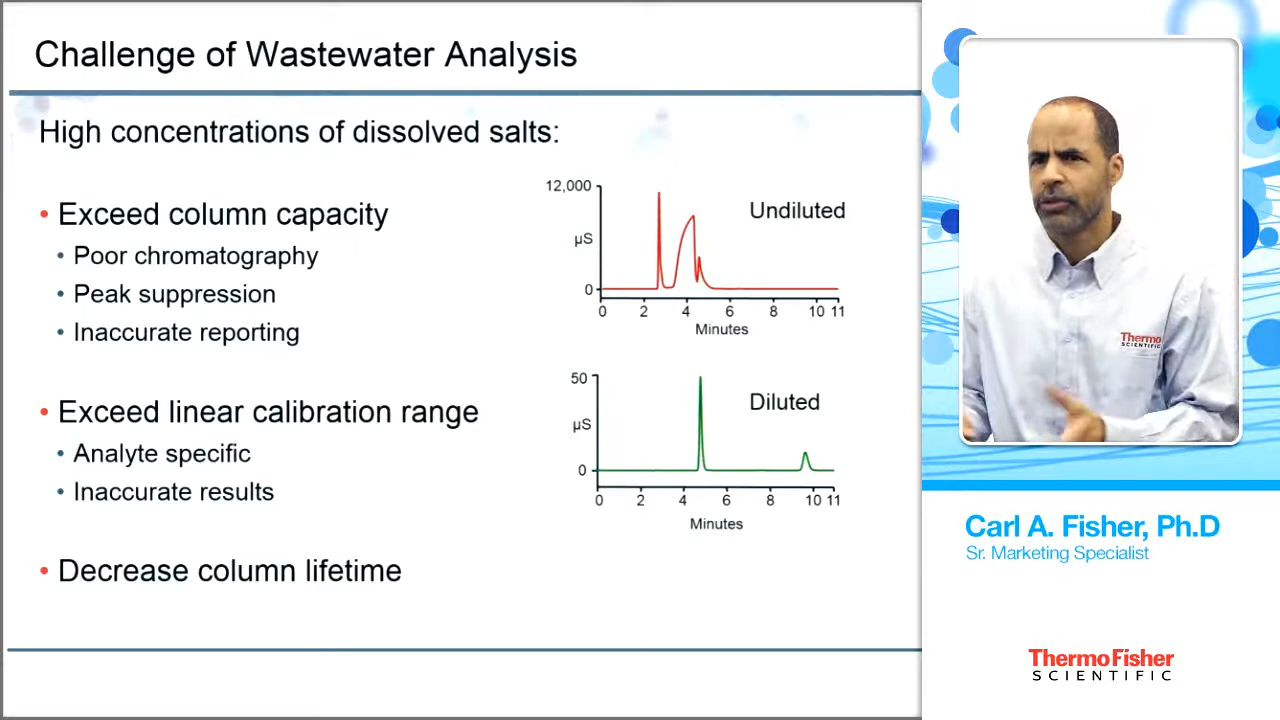 Challenge of Wastewater Analysis
High concentrations of dissolved salts:
• Exceed column capacity
• Poor chromatography
• Peak suppression
• Inaccurate reporting
• Exceed linear calibration range
• Analyte specific
• Inaccurate results
• Decrease column lifetime
12,000
µS
0
0 2 4 6 8 10 11
Minutes
Undiluted
50
µS
0
0 2 4 6 8 10 11
Minutes
Diluted
Thermo
SCIENTIFIC
Carl A. Fisher, Ph.D
Sr. Marketing Specialist
ThermoFisher
SCIENTIFIC